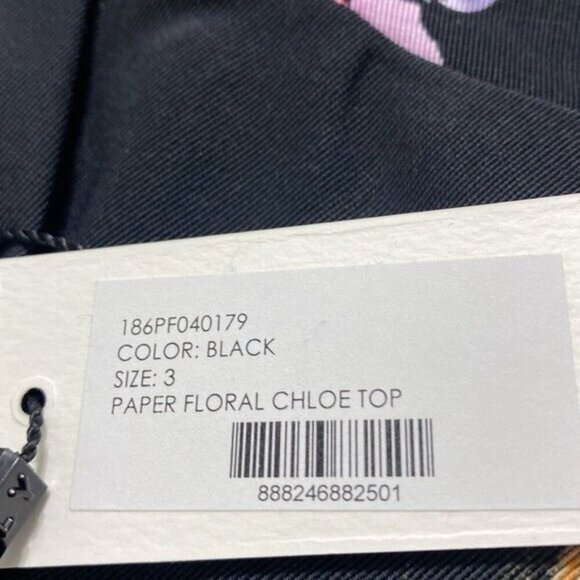 186PF040179
COLOR: BLACK
SIZE: 3
PAPER FLORAL CHLOE TOP
888246882501